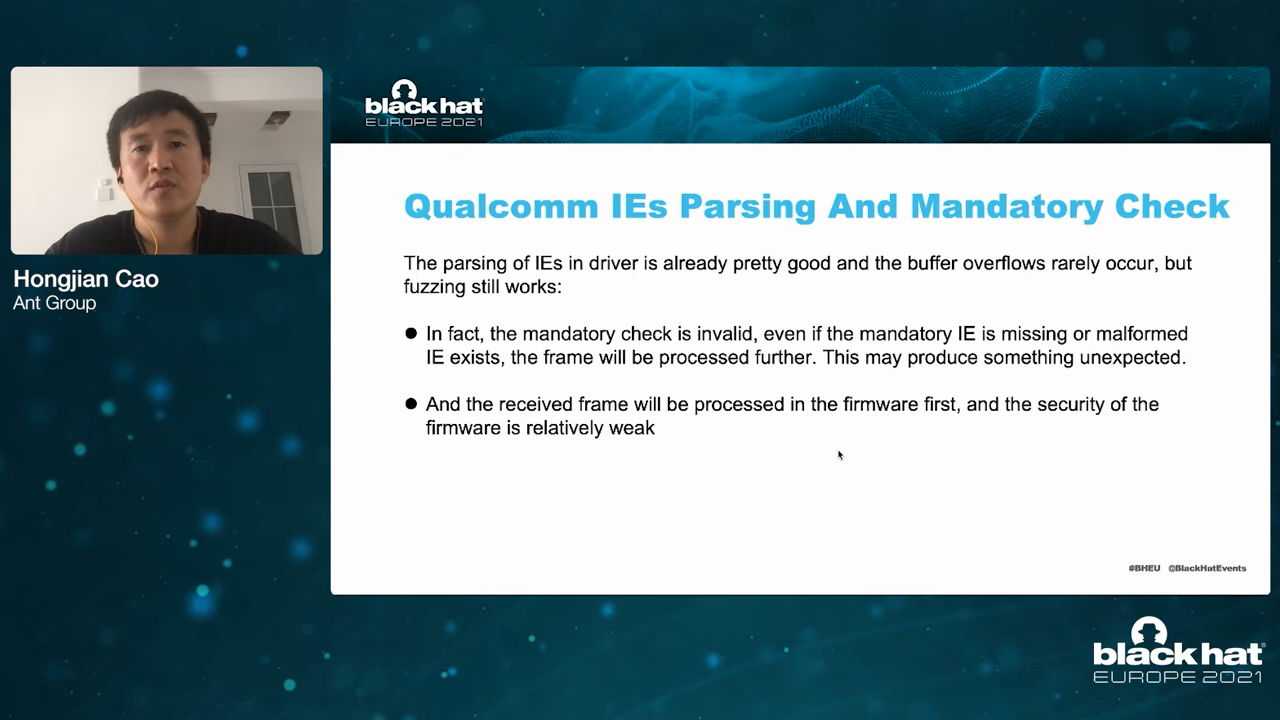 black hat
EUROPE 2021
Hongjian Cao
Ant Group
Qualcomm IEs Parsing And Mandatory Check
The parsing of IEs in driver is already pretty good and the buffer overflows rarely occur, but
fuzzing still works:
● In fact, the mandatory check is invalid, even if the mandatory IE is missing or malformed
IE exists, the frame will be processed further. This may produce something unexpected.
● And the received frame will be processed in the firmware first, and the security of the
firmware is relatively weak
#BHEU @BlackHatEvents
black hat®
EUROPE 2021